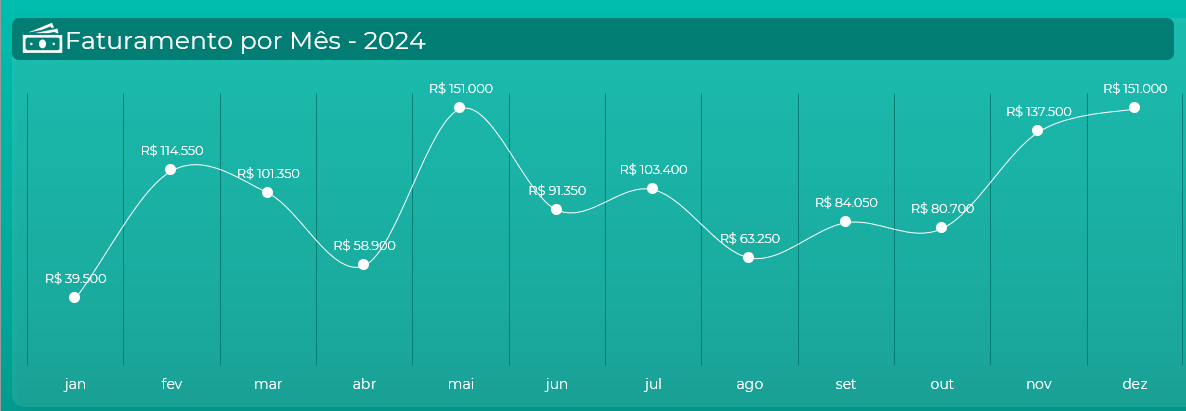 Faturamento por Mês - 2024
R$ 39.500
R$ 114.550
R$ 101.350
R$ 58.900
R$ 151.000
R$ 91.350
R$ 103.400
R$ 63.250
R$ 84.050
R$ 80.700
R$ 137.500
R$ 151.000
jan fev mar abr mai jun jul ago set out nov dez